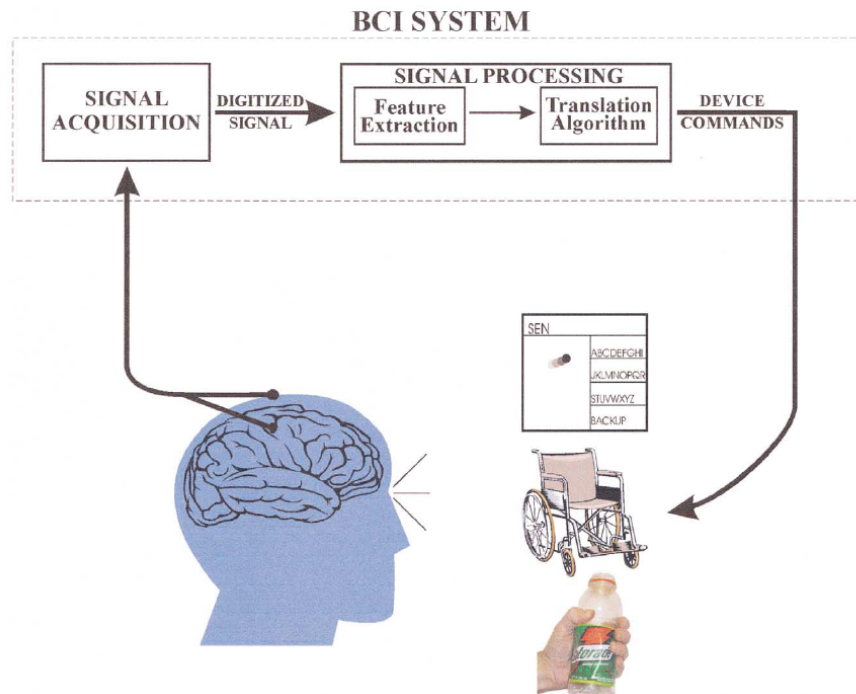 BCI SYSTEM
SIGNAL
ACQUISITION
DIGITIZED
SIGNAL
SIGNAL PROCESSING
Feature
Extraction
Translation
Algorithm
DEVICE
COMMANDS
SEN
ABCDEFGHI
JKLMNOPQR
STUVWXYZ
BACKUP